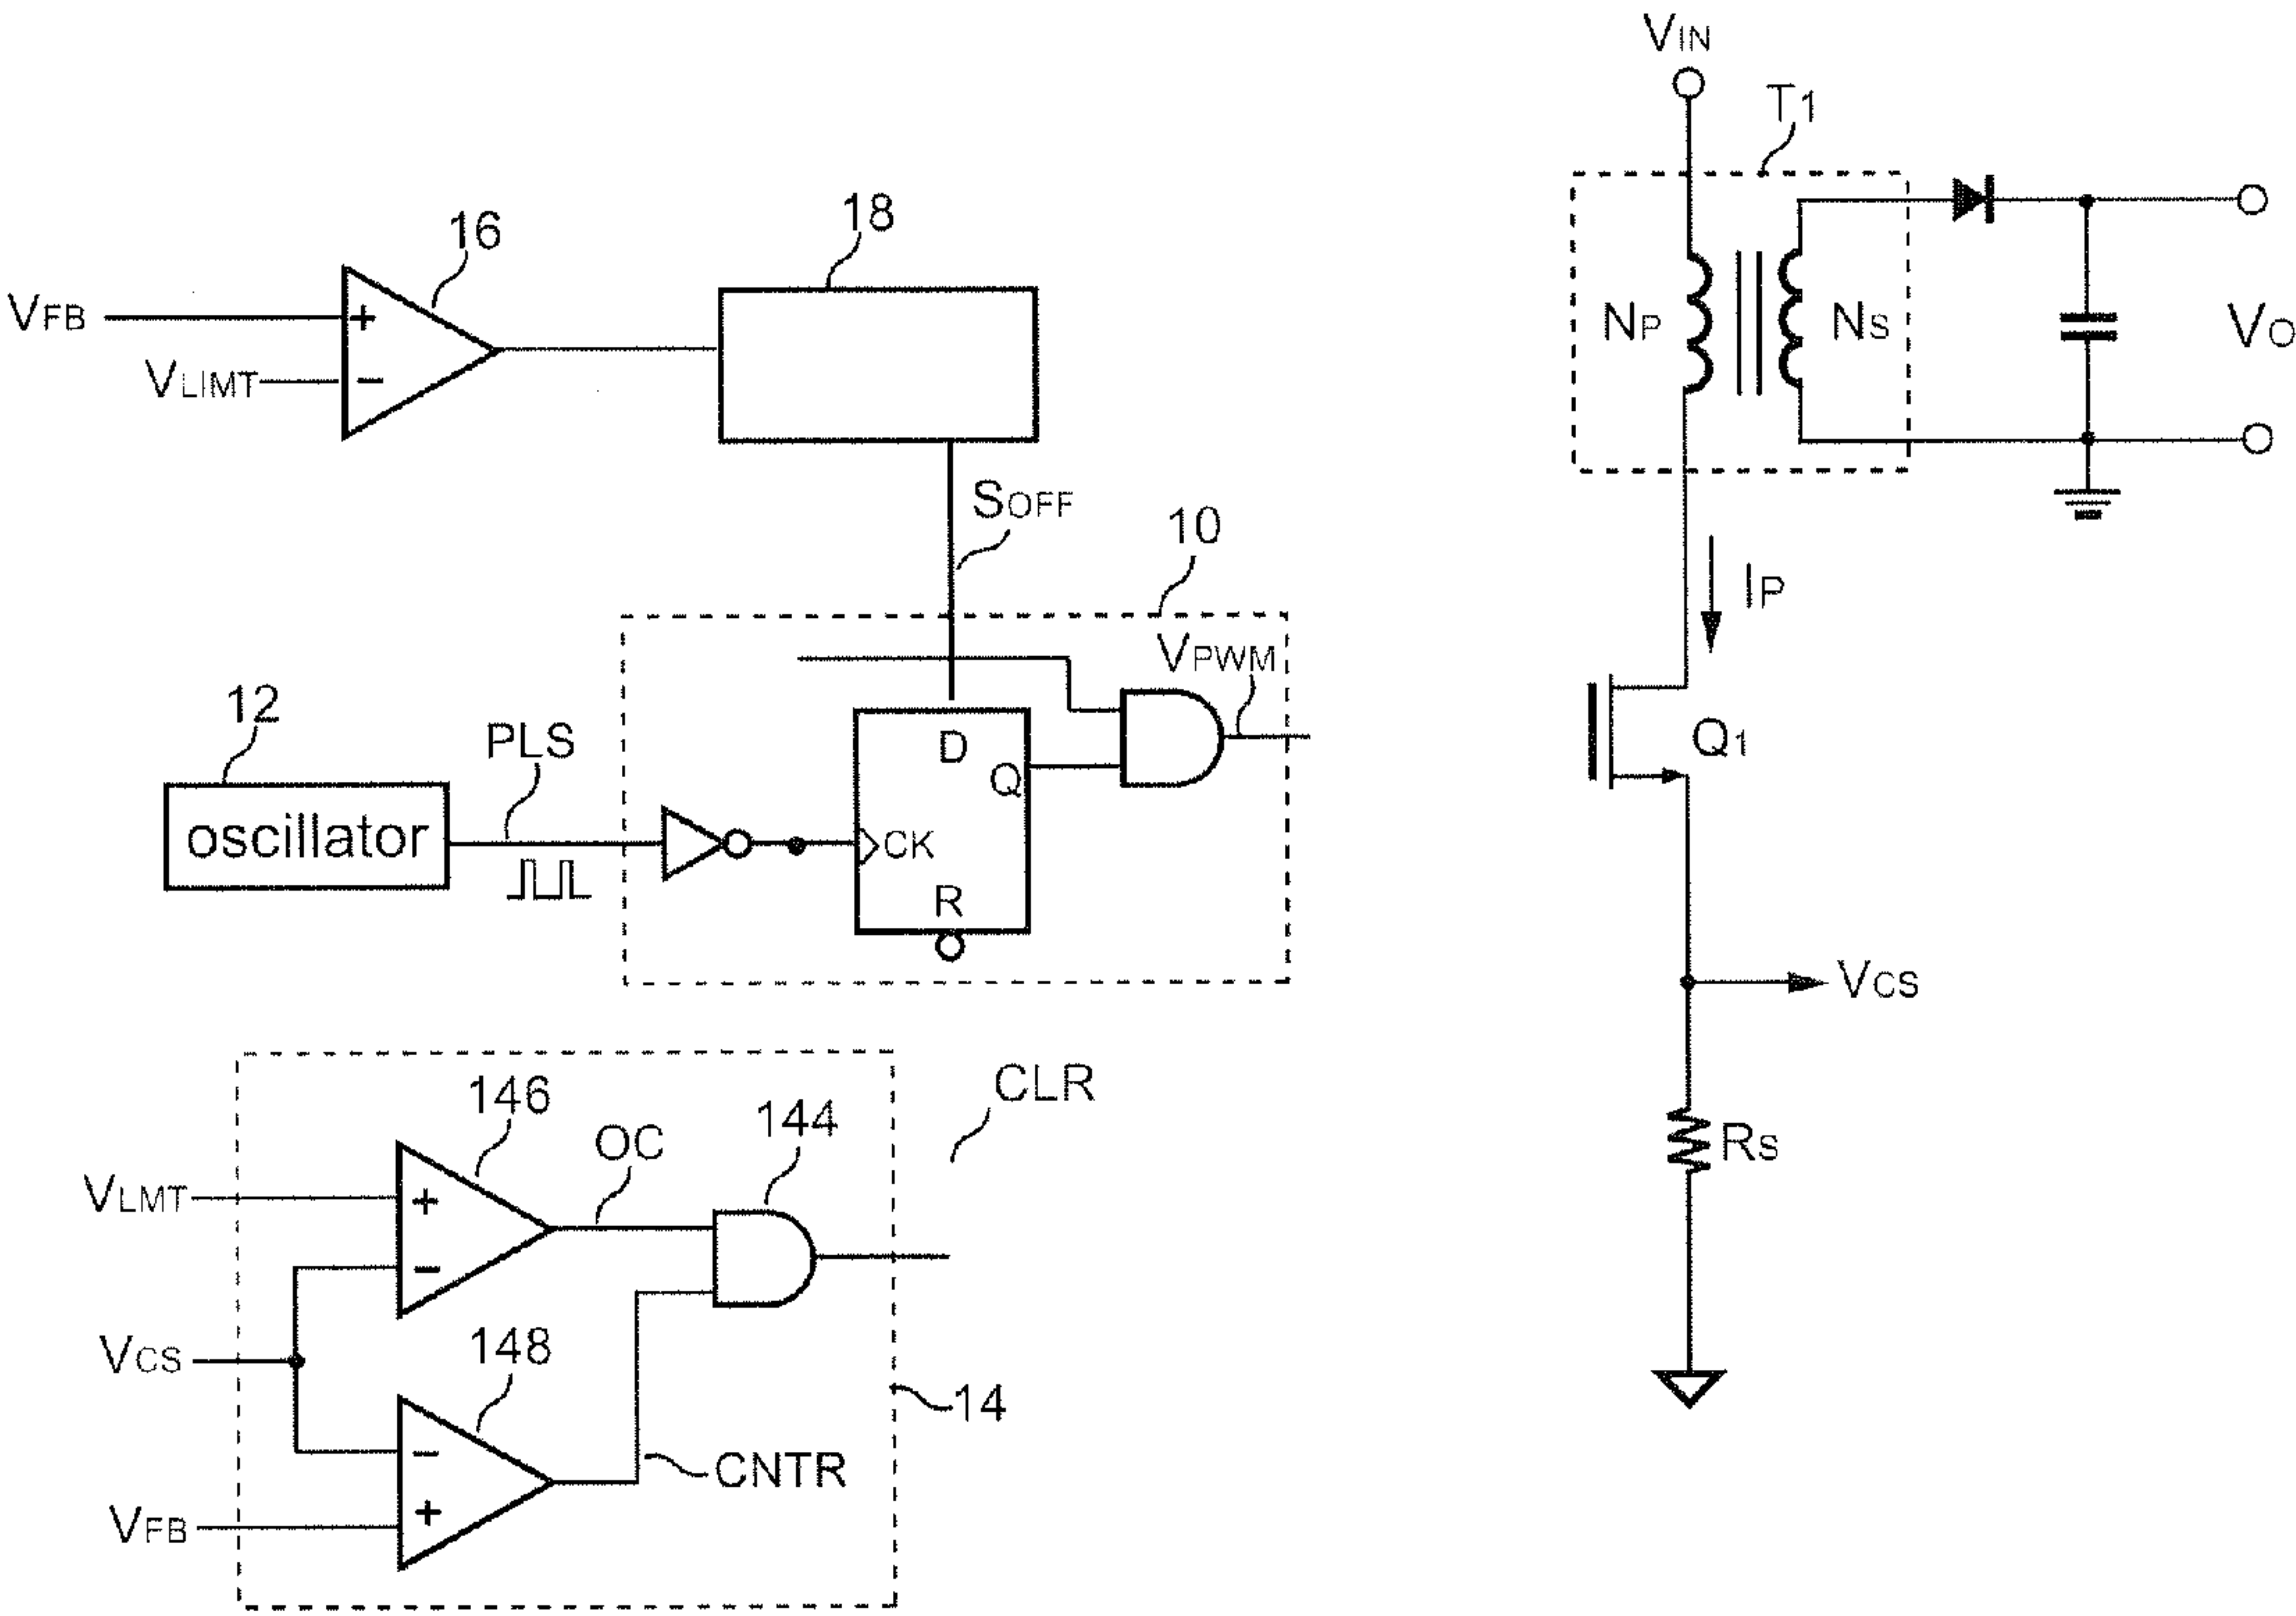 VIN
T1
18
16
VFB
+
VLIMT
−
NP
NS
VO
SOFF
10
IP
VPWM
12
PLS
D
Q1
Q
oscillator
CK
R
VCS
CLR
146
144
OC
RS
VLMT
+
−
148
VCS
14
−
CNTR
+
VFB